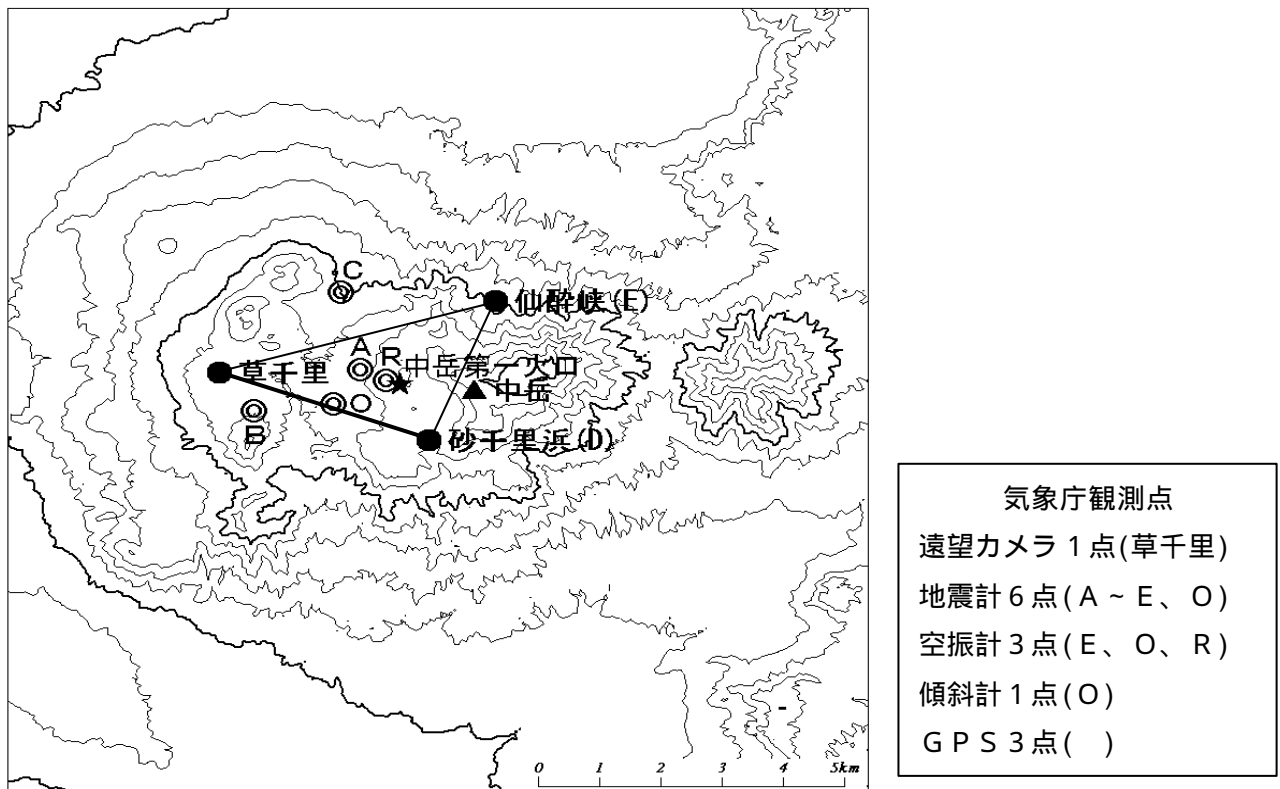 C
仙酔峡(E)
A
R
中岳第一火口
草千里
中岳
O
B
砂千里浜(D)
0 1 2 3 4 5km
気象庁観測点
遠望カメラ1点(草千里)
地震計6点(A~E、O)
空振計3点(E、O、R)
傾斜計1点(O)
GPS3点( )